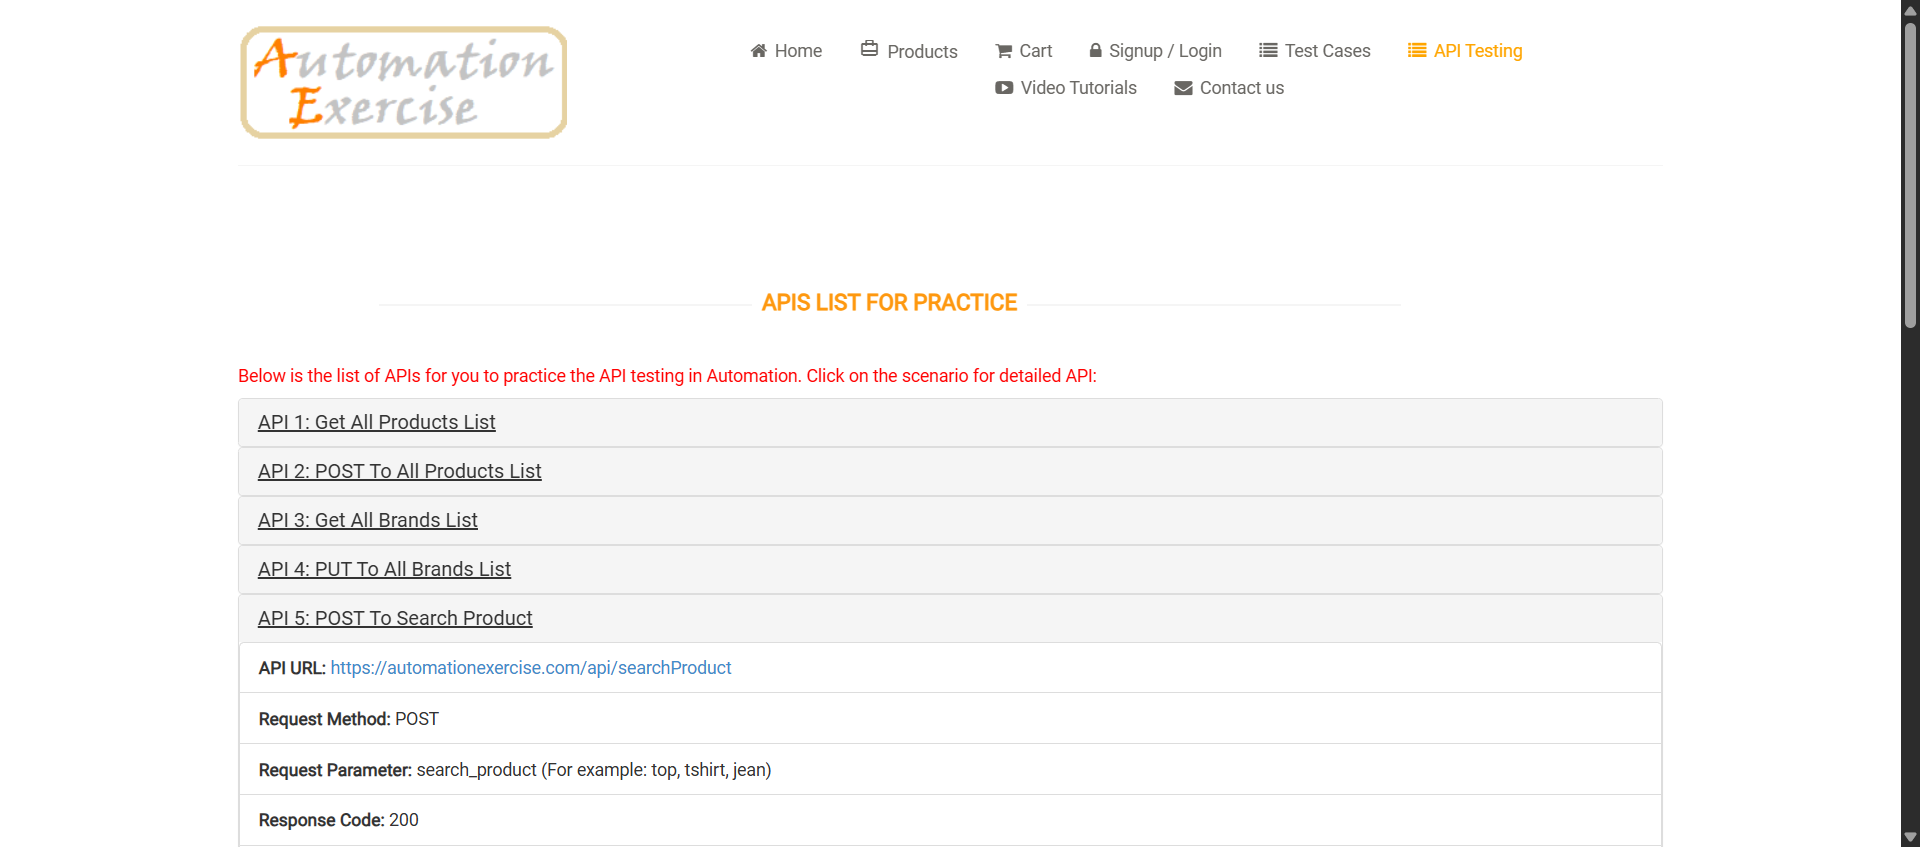 Automation
Exercise
Home
Products
Cart
Signup / Login
Test Cases
API Testing
Video Tutorials
Contact us
APIS LIST FOR PRACTICE
Below is the list of APIs for you to practice the API testing in Automation. Click on the scenario for detailed API:
API 1: Get All Products List
API 2: POST To All Products List
API 3: Get All Brands List
API 4: PUT To All Brands List
API 5: POST To Search Product
API URL: https://automationexercise.com/api/searchProduct
Request Method: POST
Request Parameter: search_product (For example: top, tshirt, jean)
Response Code: 200